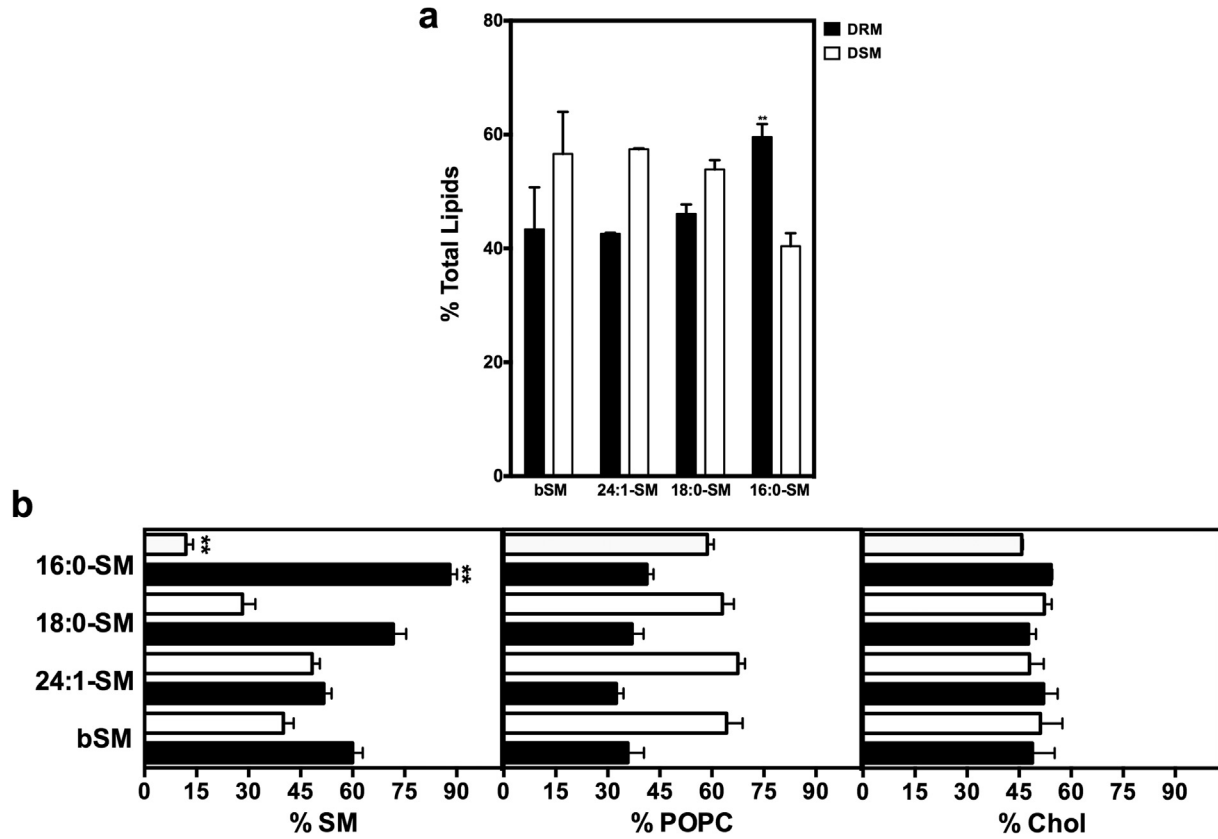 a
80
60
40
20
0
% Total Lipids
**
DRM
DSM
bSM 24:1-SM 18:0-SM 16:0-SM
b
16:0-SM
18:0-SM
24:1-SM
bSM
**
**
0 15 30 45 60 75 90
% SM
0 15 30 45 60 75 90
% POPC
0 15 30 45 60 75 90
% Chol